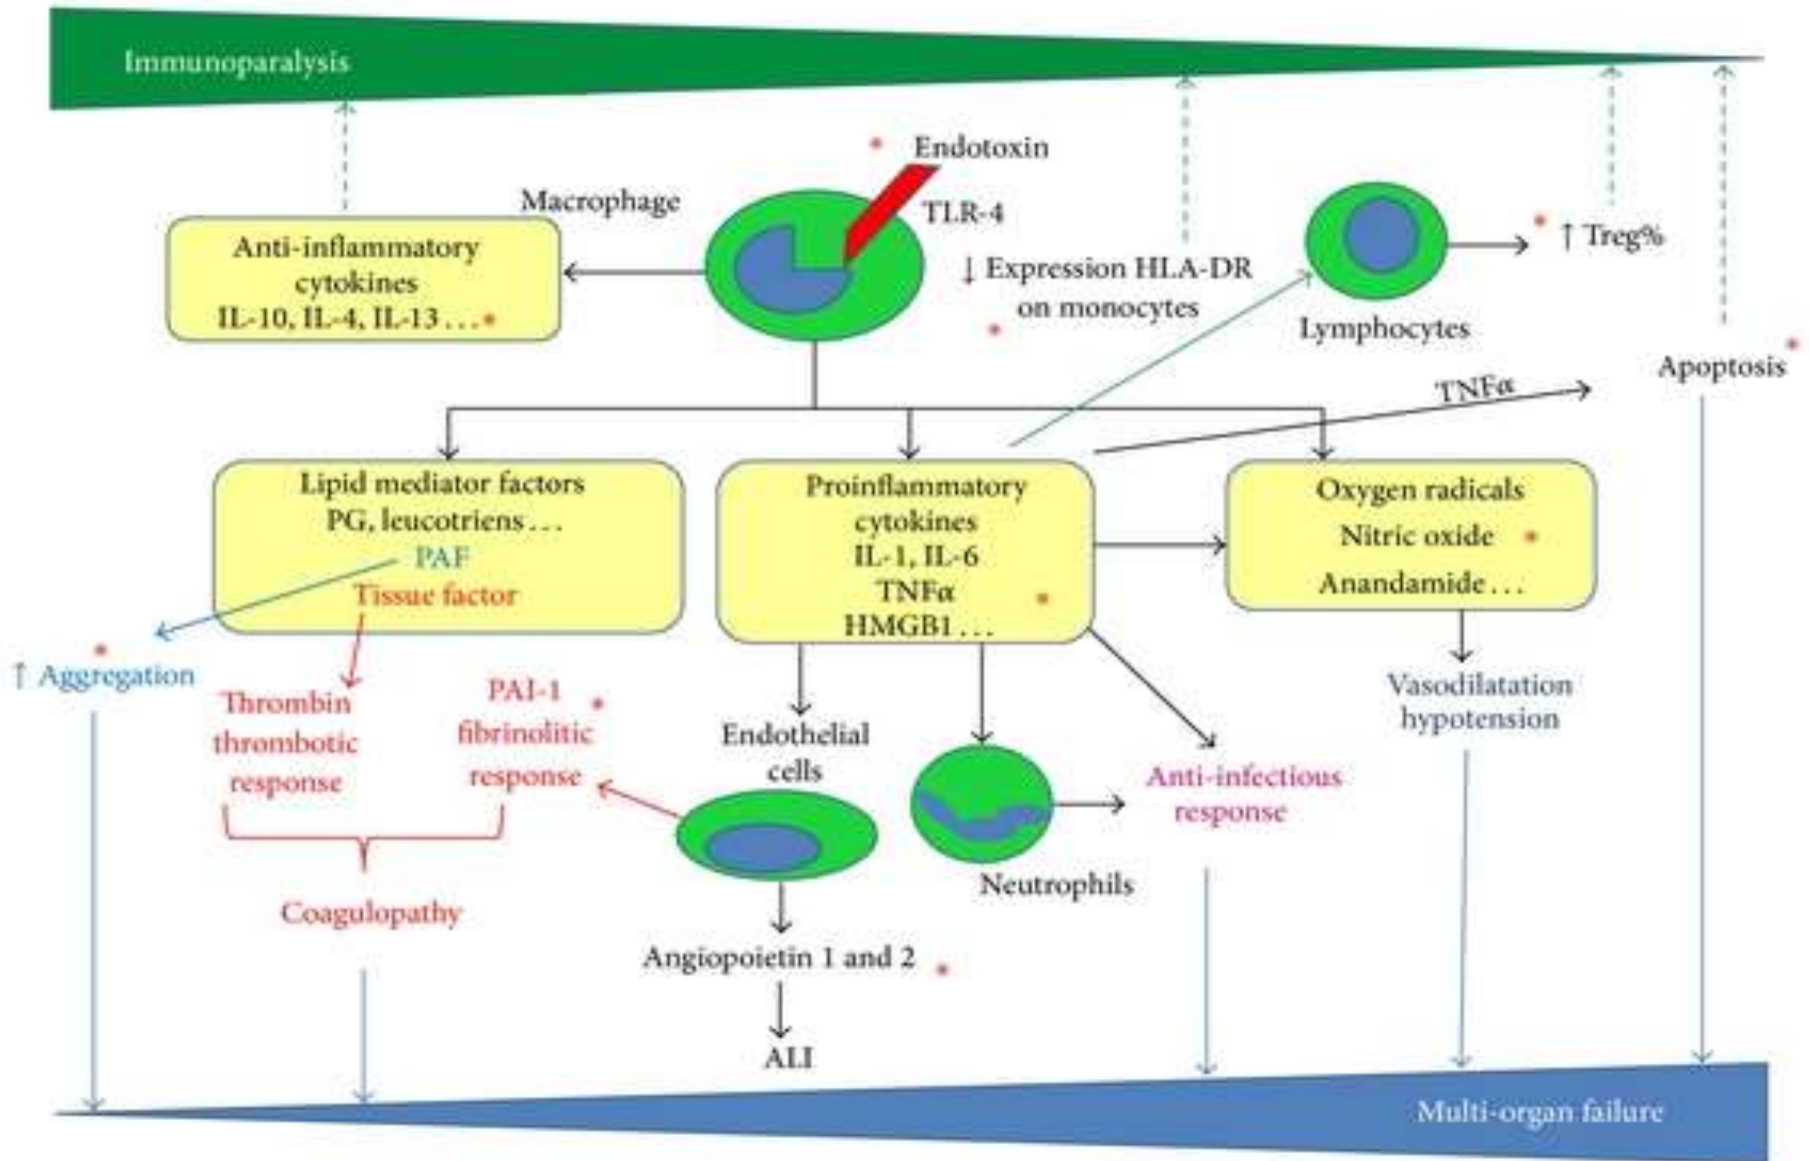 Immunoparalysis
Endotoxin
Macrophage
TLR-4
Anti-inflammatory
cytokines
IL-10, IL-4, IL-13...
↓ Expression HLA-DR
on monocytes
↑ Treg%
Lymphocytes
Apoptosis
TNFα
Lipid mediator factors
PG, leucotriens...
PAF
Tissue factor
Proinflammatory
cytokines
IL-1, IL-6
TNFα
HMGB1...
Oxygen radicals
Nitric oxide
Anandamide...
↑ Aggregation
Thrombin
thrombotic
response
PAI-1
fibrinolitic
response
Endothelial
cells
Vasodilatation
hypotension
Anti-infectious
response
Neutrophils
Coagulopathy
Angiopoietin 1 and 2
ALI
Multi-organ failure